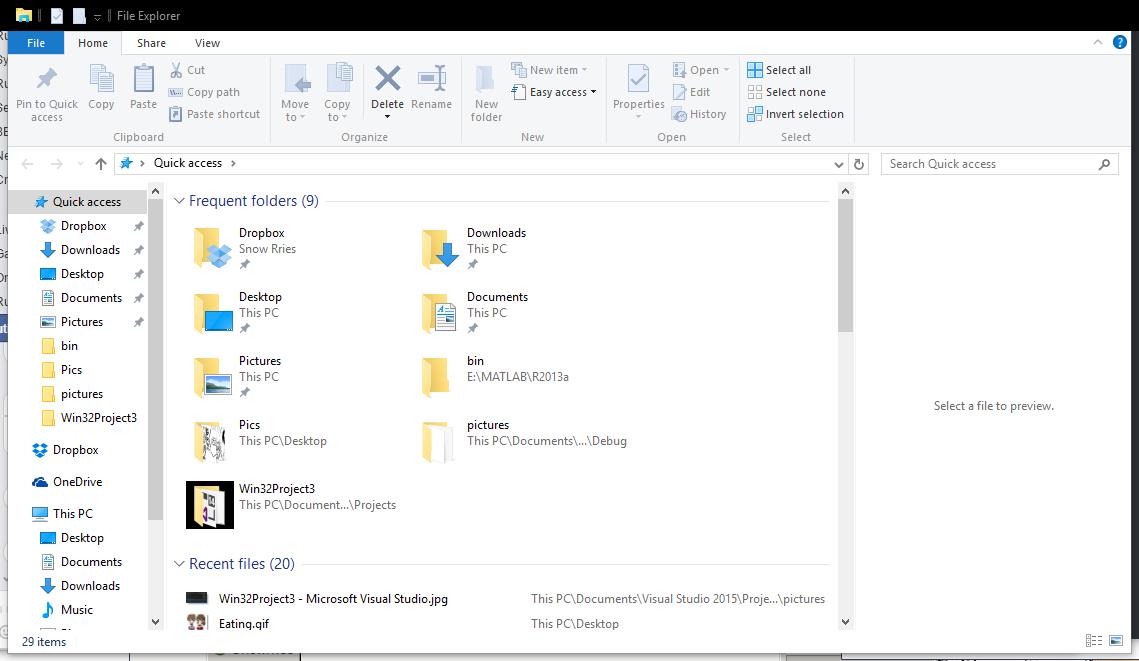 File Explorer
File Home Share View
Pin to Quick access
Copy
Paste
Cut
Copy path
Paste shortcut
Clipboard
Move to
Copy to
Delete
Rename
Organize
New folder
New item
Easy access
New
Properties
Open
Edit
History
Open
Select all
Select none
Invert selection
Select
Quick access
Search Quick access
Quick access
Dropbox
Downloads
Desktop
Documents
Pictures
bin
Pics
pictures
Win32Project3
Dropbox
OneDrive
This PC
Desktop
Documents
Downloads
Music
Frequent folders (9)
Dropbox
Snow Rries
Downloads
This PC
Desktop
This PC
Documents
This PC
Pictures
This PC
bin
E:\MATLAB\R2013a
Pics
This PC\Desktop
pictures
This PC\Documents\...\Debug
Win32Project3
This PC\Document...\Projects
Recent files (20)
Win32Project3 - Microsoft Visual Studio.jpg This PC\Documents\Visual Studio 2015\Proje...\pictures
Eating.gif This PC\Desktop
Select a file to preview.
29 items